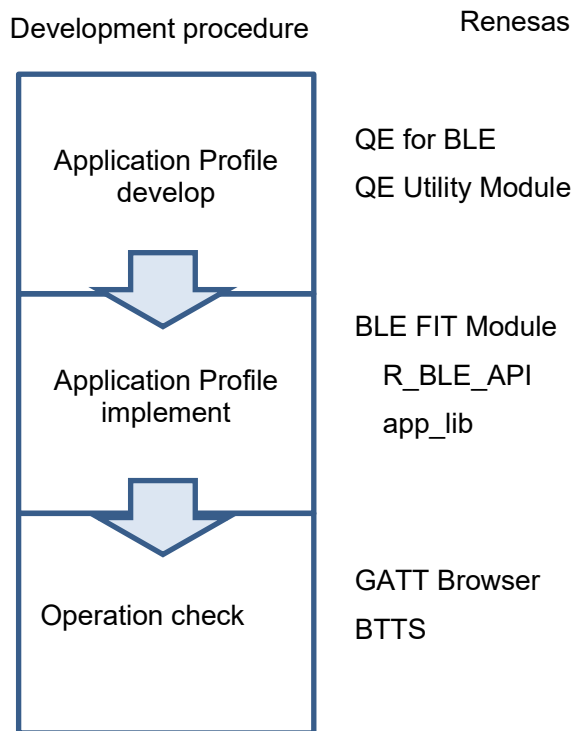 Development procedure
Renesas
Application Profile
develop
QE for BLE
QE Utility Module
Application Profile
implement
BLE FIT Module
R_BLE_API
app_lib
Operation check
GATT Browser
BTTS